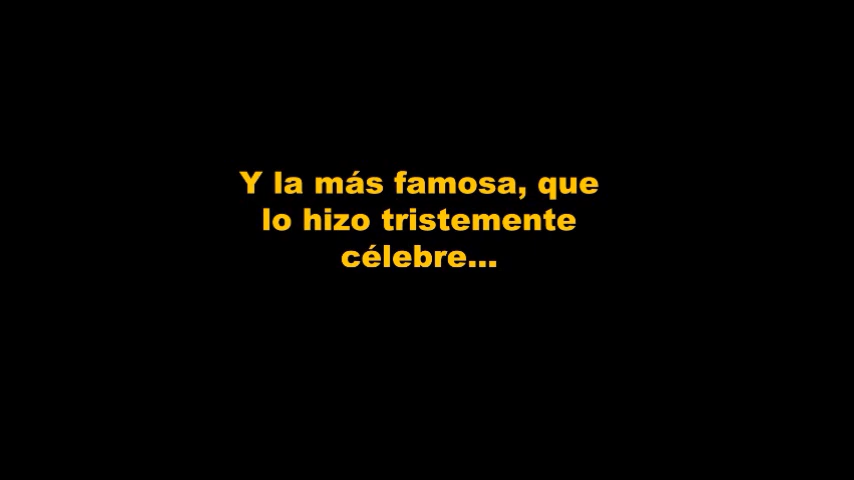 Y la más famosa, que
lo hizo tristemente
célebre...